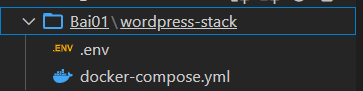 Bai01\wordpress-stack
.ENV .env
docker-compose.yml